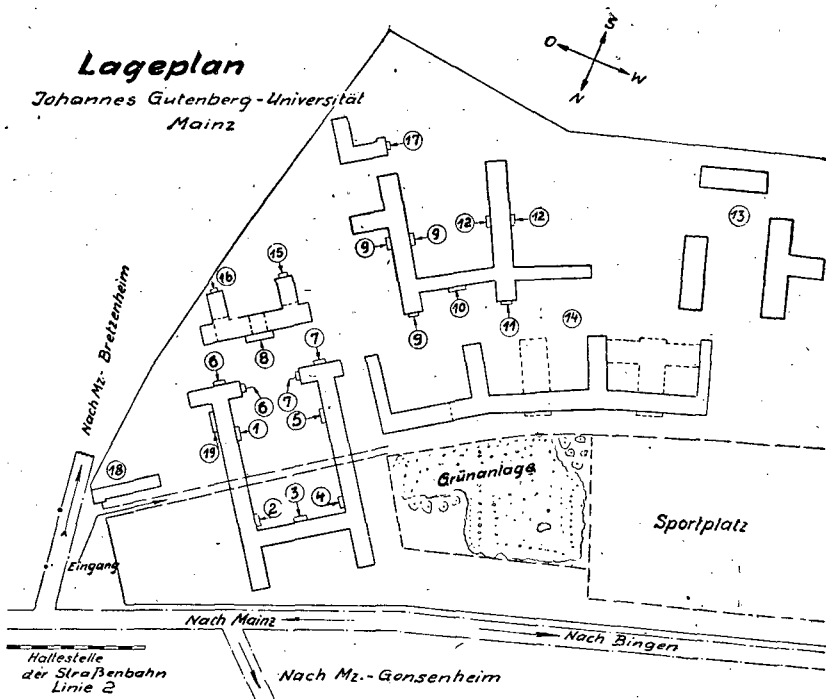 Lageplan
Johannes Gutenberg-Universität
Mainz
O
S
W
N
17
13
9
9
12
12
16
15
10
11
14
9
8
7
6
7
6
1
5
19
18
2
3
4
Nach Mz.-Bretzenheim
Grünanlage
Sportplatz
Eingang
Nach Mainz
Nach Bingen
Haltestelle
der Straßenbahn
Linie 2
Nach Mz.-Gonsenheim